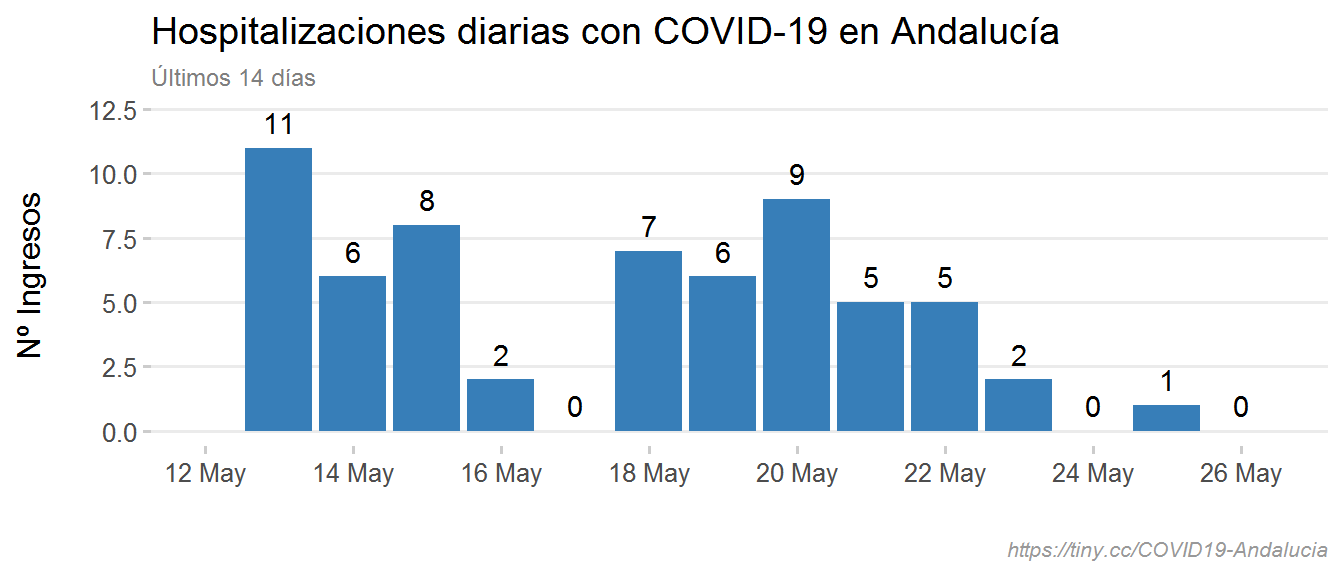 Hospitalizaciones diarias con COVID-19 en Andalucía
Últimos 14 días
12.5
10.0
7.5
5.0
2.5
0.0
Nº Ingresos
11
6
8
2
0
7
6
9
5
5
2
0
1
0
12 May
14 May
16 May
18 May
20 May
22 May
24 May
26 May
https://tiny.cc/COVID19-Andalucia